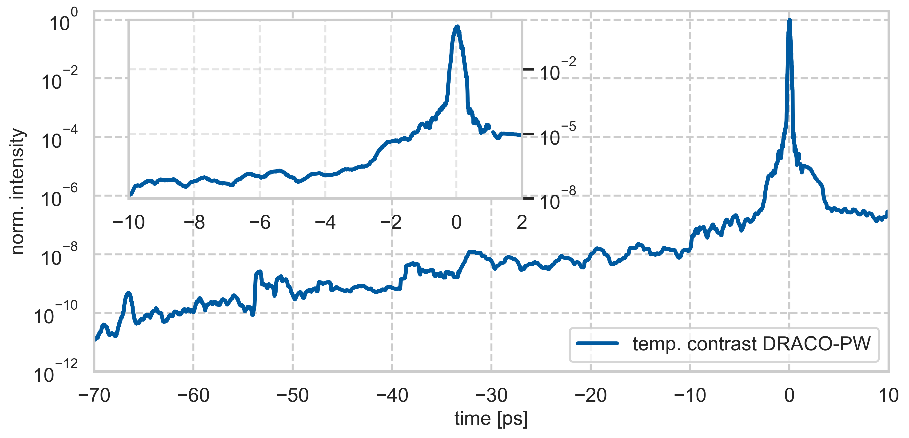 10⁰
10⁻²
10⁻⁴
10⁻⁶
10⁻⁸
10⁻¹⁰
10⁻¹²
norm. intensity
10⁻²
10⁻⁵
10⁻⁸
−10 −8 −6 −4 −2 0 2
temp. contrast DRACO-PW
−70 −60 −50 −40 −30 −20 −10 0 10
time [ps]